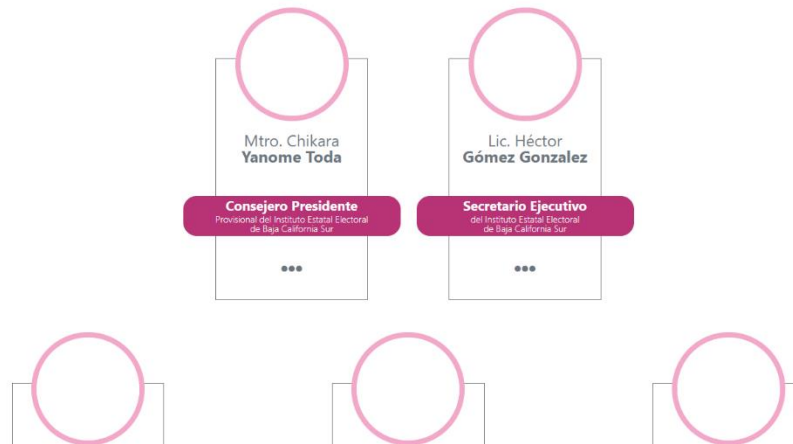 Mtro. Chikara
Yanome Toda
Consejero Presidente
Provisional del Instituto Estatal Electoral
de Baja California Sur
•••
Lic. Héctor
Gómez Gonzalez
Secretario Ejecutivo
del Instituto Estatal Electoral
de Baja California Sur
•••